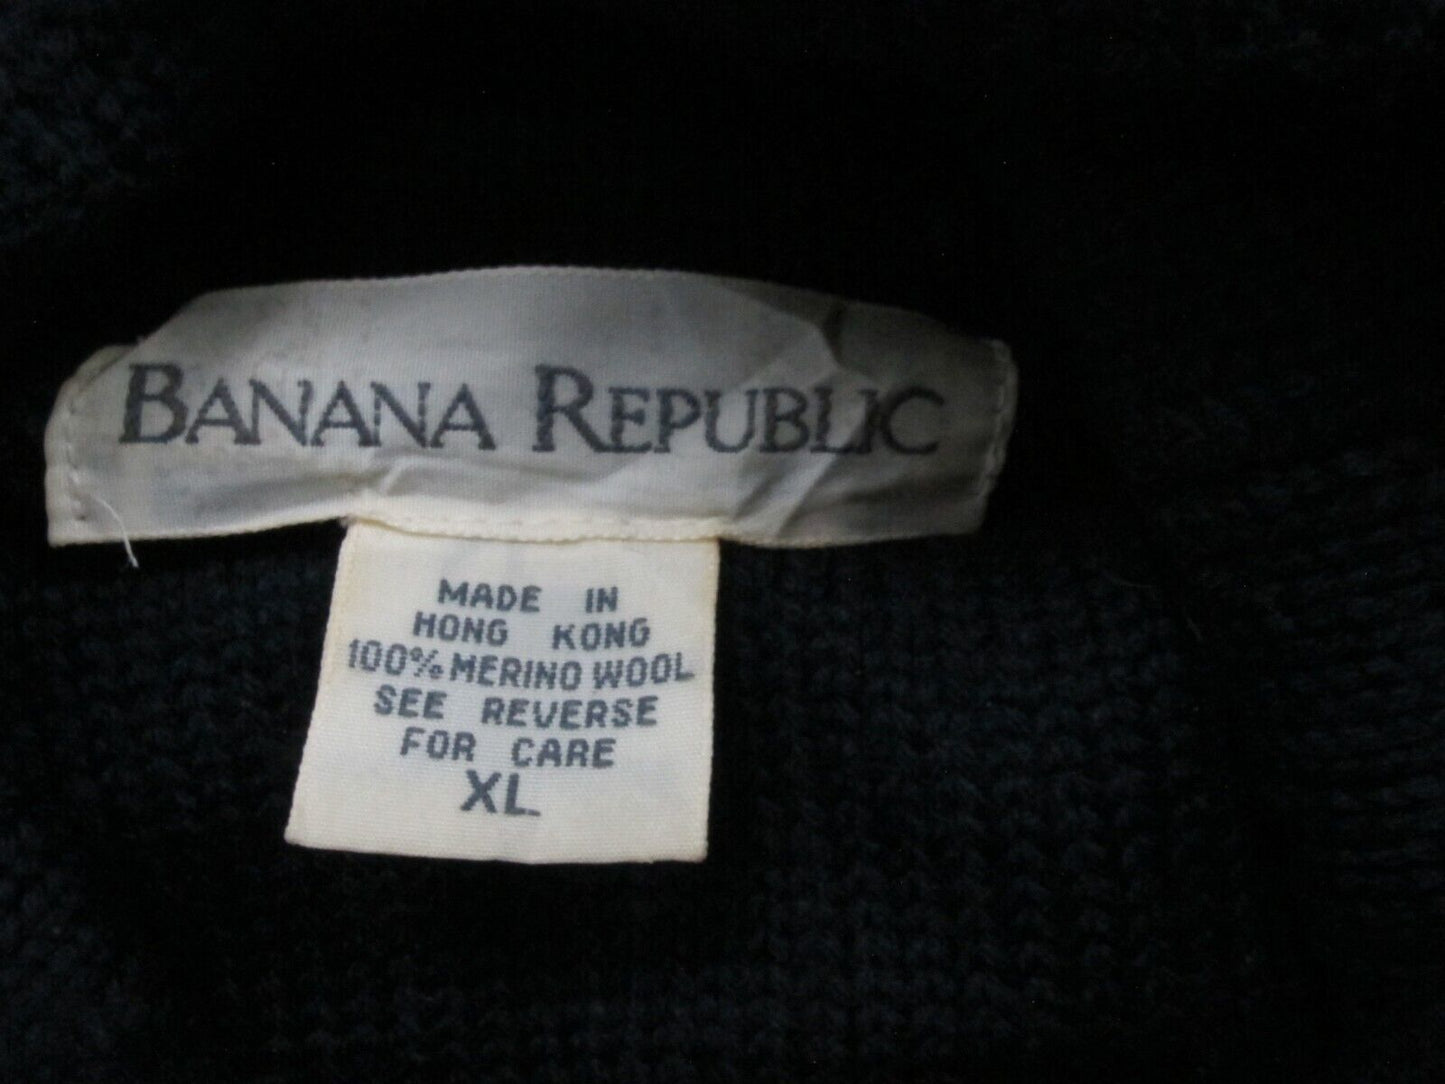 BANANA REPUBLIC
MADE IN
HONG KONG
100% MERINO WOOL
SEE REVERSE
FOR CARE
XL